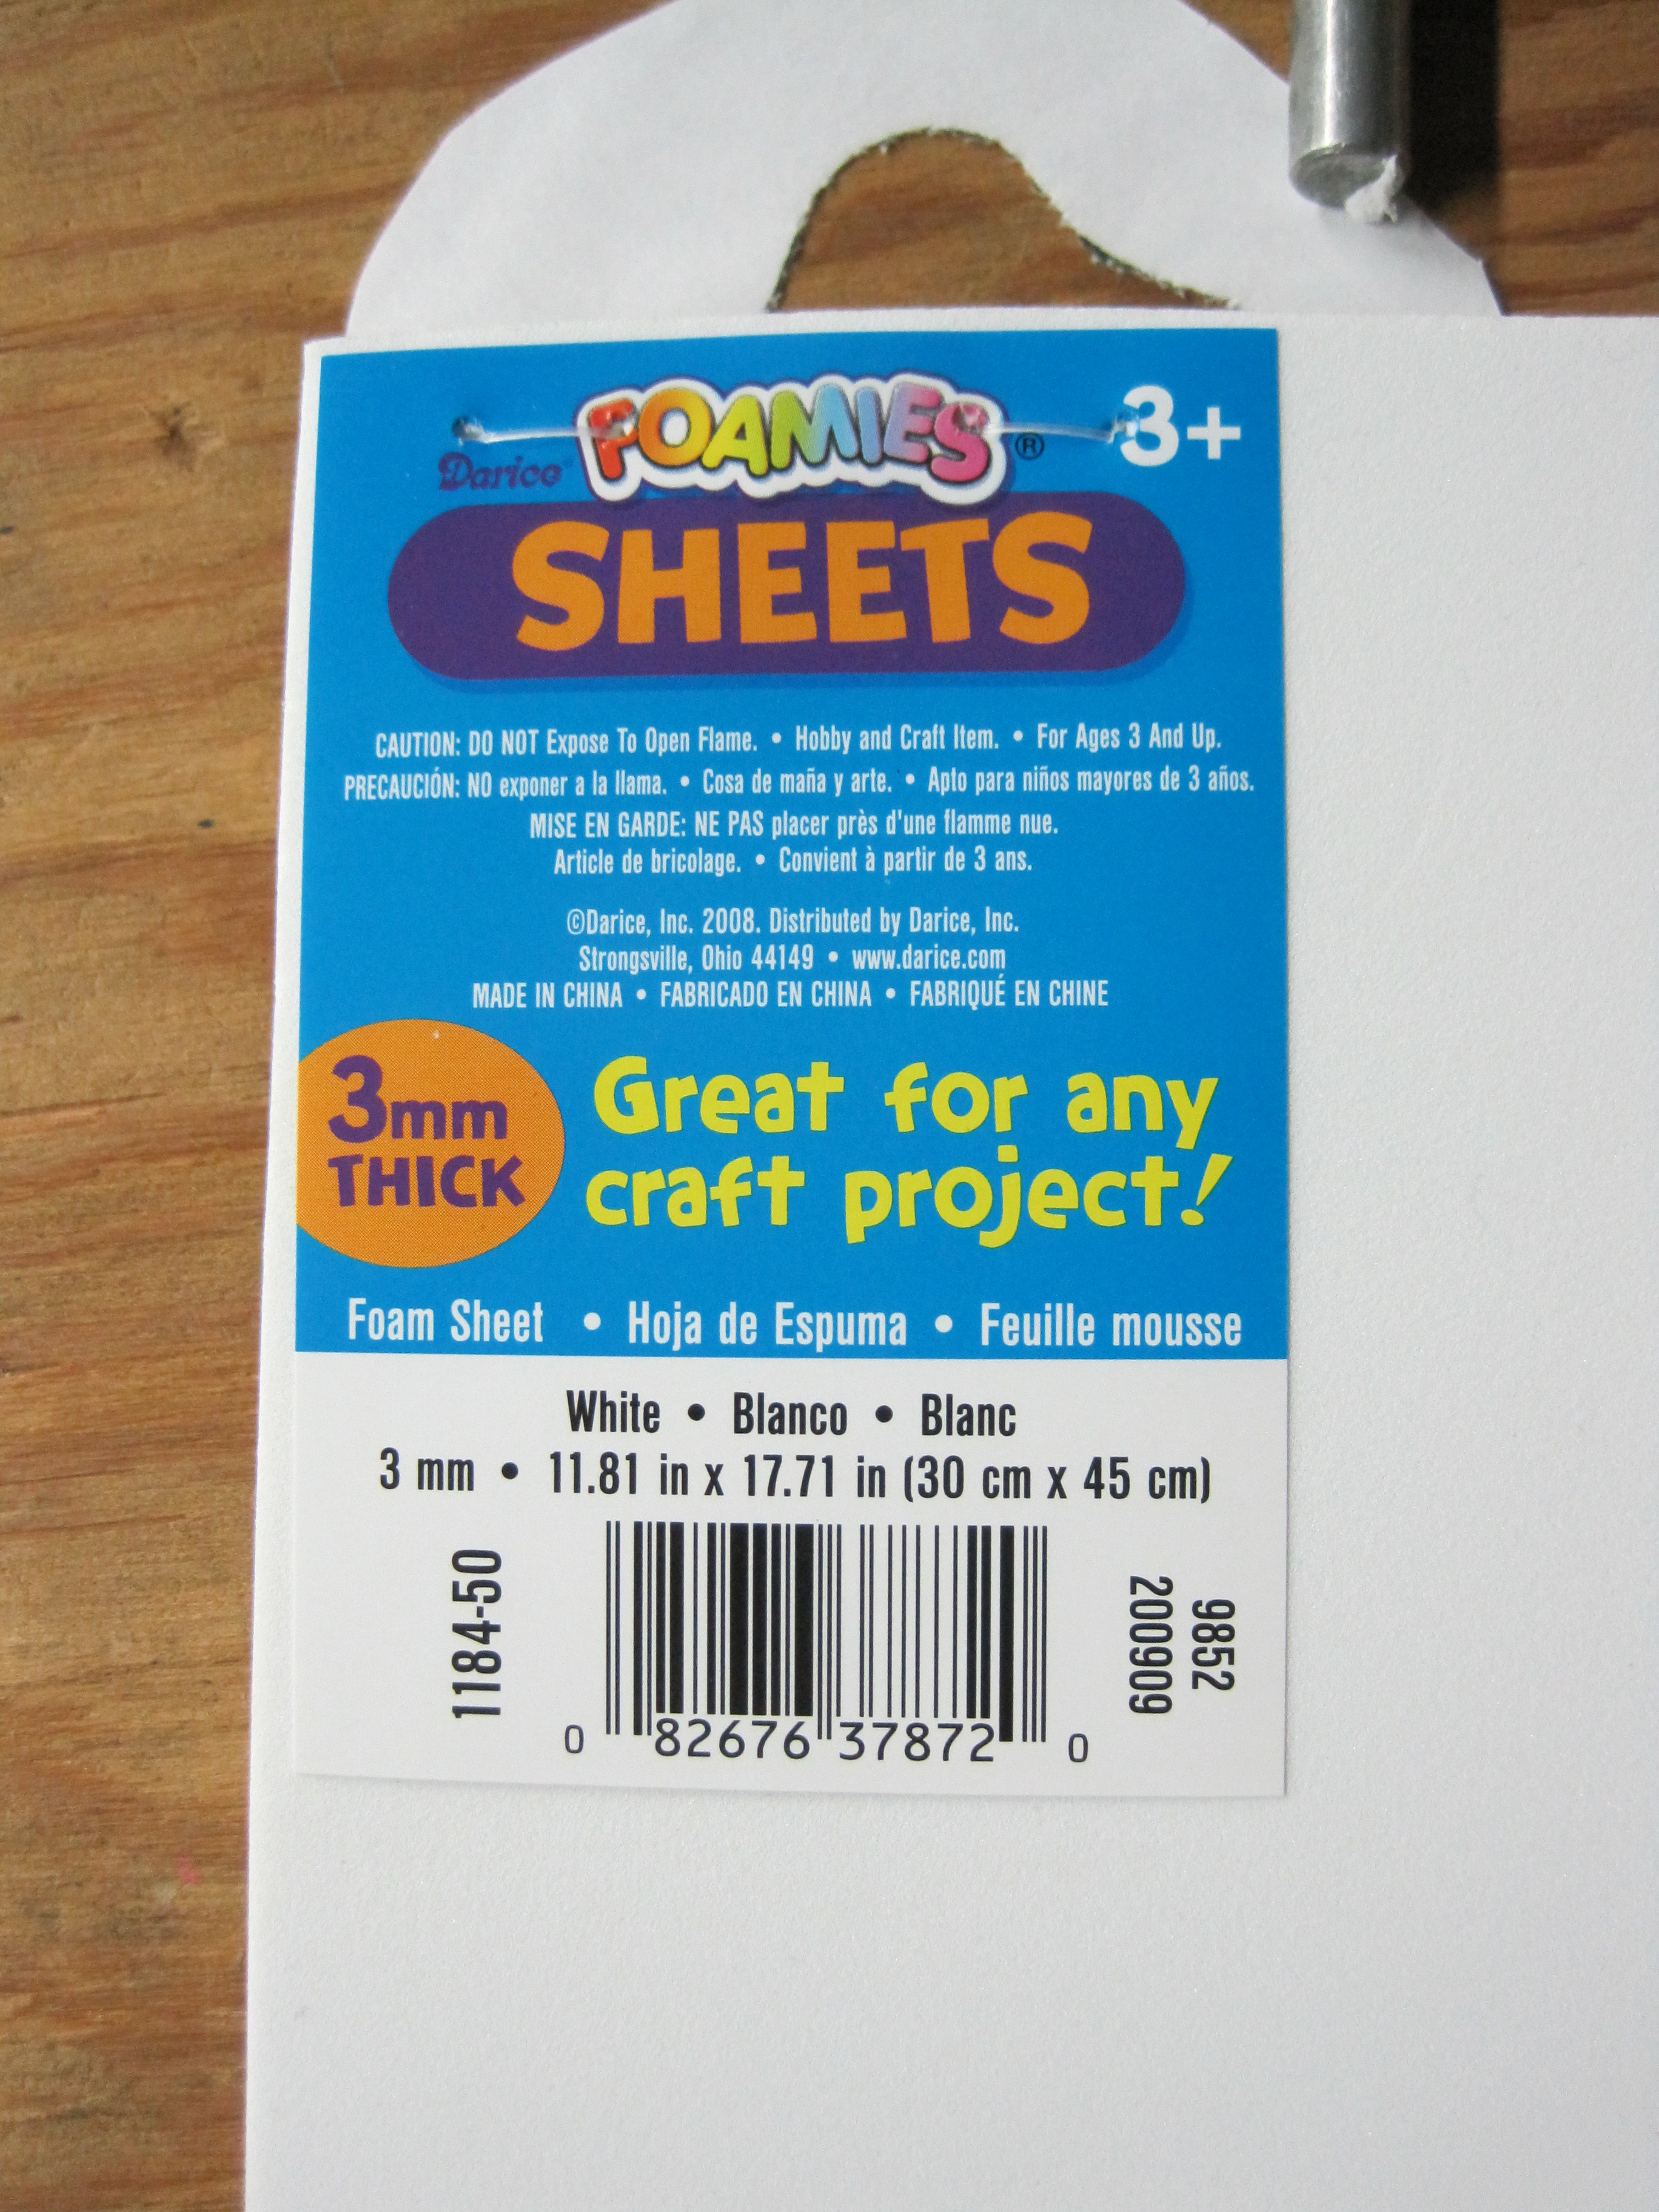 FOAMIES® 3+
Darice
SHEETS
CAUTION: DO NOT Expose To Open Flame. • Hobby and Craft Item. • For Ages 3 And Up.
PRECAUCIÓN: NO exponer a la llama. • Cosa de maña y arte. • Apto para niños mayores de 3 años.
MISE EN GARDE: NE PAS placer près d'une flamme nue.
Article de bricolage. • Convient à partir de 3 ans.
©Darice, Inc. 2008. Distributed by Darice, Inc.
Strongsville, Ohio 44149 • www.darice.com
MADE IN CHINA • FABRICADO EN CHINA • FABRIQUÉ EN CHINE
3mm
THICK
Great for any
craft project!
Foam Sheet • Hoja de Espuma • Feuille mousse
White • Blanco • Blanc
3 mm • 11.81 in x 17.71 in (30 cm x 45 cm)
1184-50
0 82676 37872 0
9852
200909